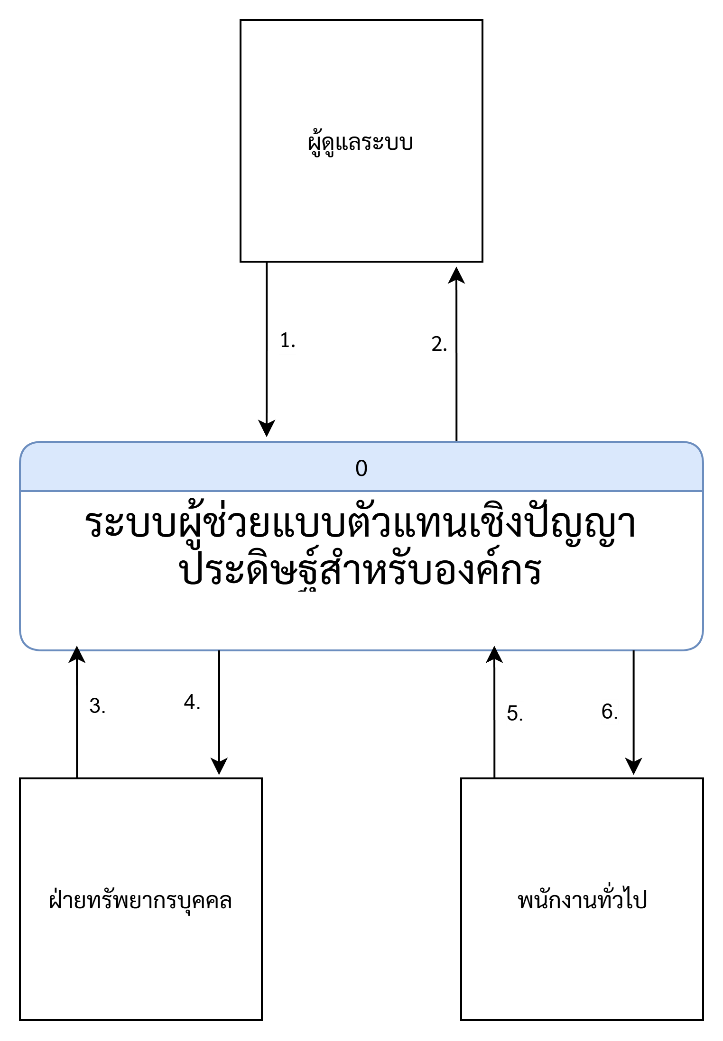 ผู้ดูแลระบบ
1.
2.
0
ระบบผู้ช่วยแบบตัวแทนเชิงปัญญา
ประดิษฐ์สำหรับองค์กร
3.
4.
5.
6.
ฝ่ายทรัพยากรบุคคล
พนักงานทั่วไป